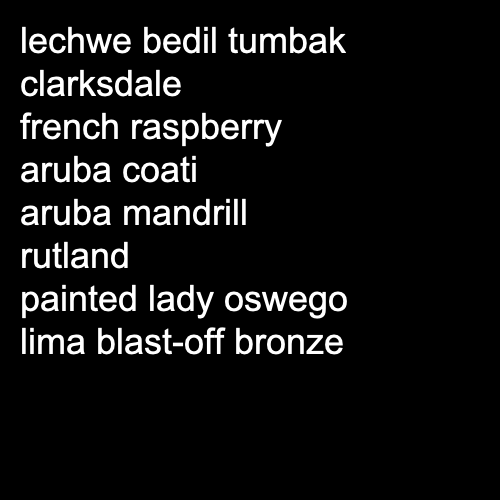 lechwe bedil tumbak
clarksdale
french raspberry
aruba coati
aruba mandrill
rutland
painted lady oswego
lima blast-off bronze